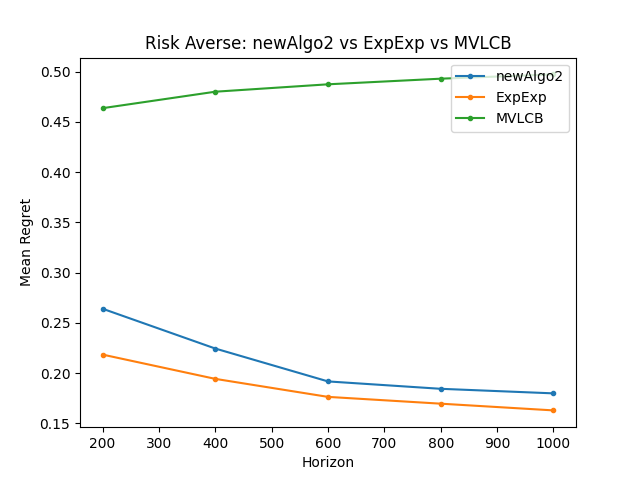 Risk Averse: newAlgo2 vs ExpExp vs MVLCB
0.50
0.45
0.40
0.35
0.30
0.25
0.20
0.15
Mean Regret
newAlgo2
ExpExp
MVLCB
200 300 400 500 600 700 800 900 1000
Horizon